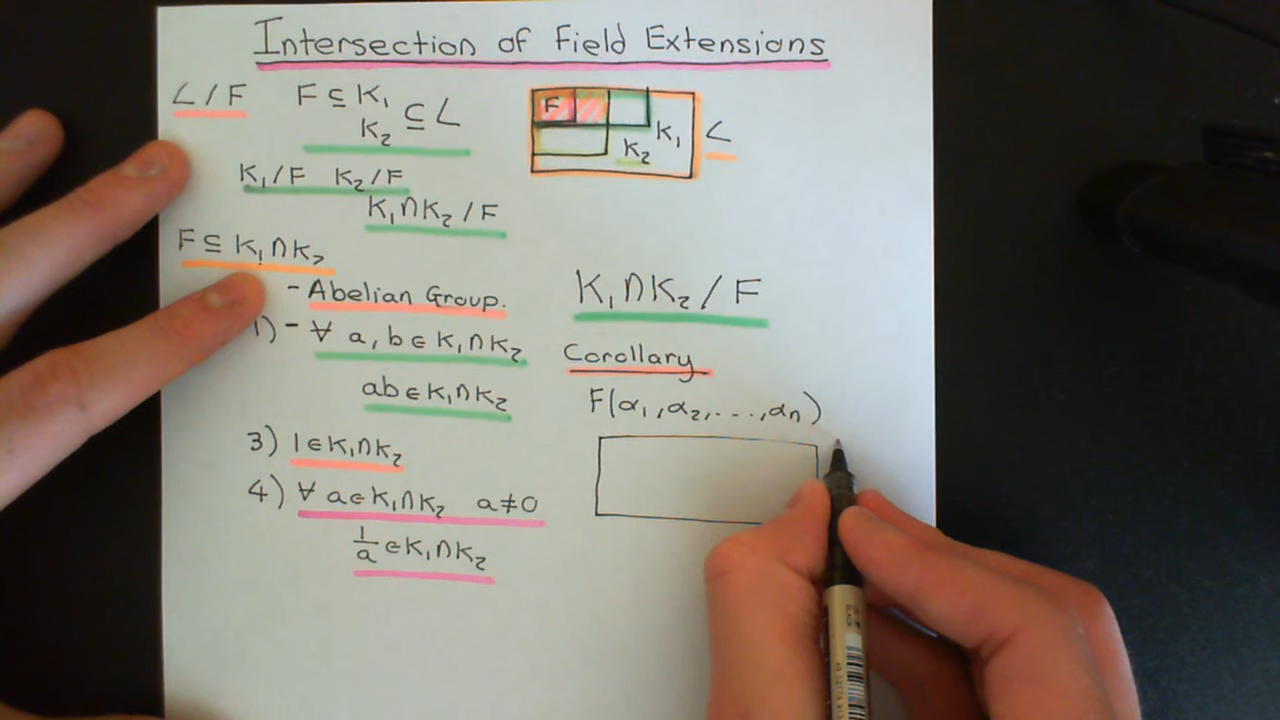 Intersection of Field Extensions
L/F F ⊆ K₁ ⊆ L
K₂
F
K₁ L
K₂
K₁/F K₂/F
K₁∩K₂/F
F ⊆ K₁∩K₂
- Abelian Group.
1) - ∀ a,b ∈ K₁∩K₂
ab ∈ K₁∩K₂
3) 1 ∈ K₁∩K₂
4) ∀ a ∈ K₁∩K₂ a ≠ 0
1/a ∈ K₁∩K₂
K₁∩K₂/F
Corollary
F(α₁,α₂,...,αn)